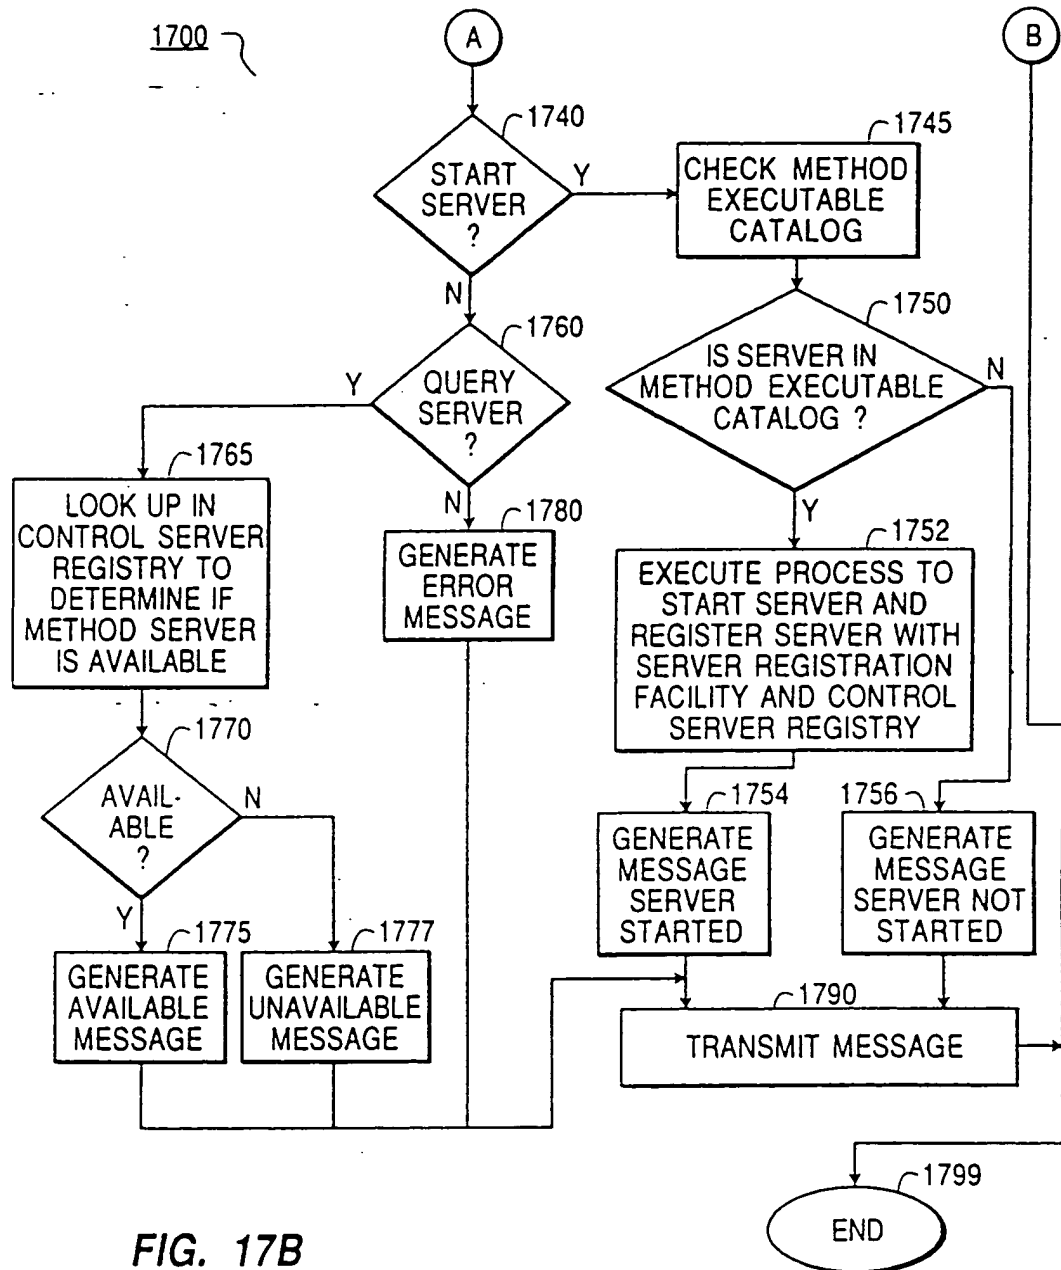 1700
A
B
1740
START
SERVER
?
Y
N
1745
CHECK METHOD
EXECUTABLE
CATALOG
1750
IS SERVER IN
METHOD EXECUTABLE
CATALOG ?
N
Y
1760
QUERY
SERVER
?
Y
N
1765
LOOK UP IN
CONTROL SERVER
REGISTRY TO
DETERMINE IF
METHOD SERVER
IS AVAILABLE
1780
GENERATE
ERROR
MESSAGE
1752
EXECUTE PROCESS TO
START SERVER AND
REGISTER SERVER WITH
SERVER REGISTRATION
FACILITY AND CONTROL
SERVER REGISTRY
1770
AVAIL-
ABLE
?
N
Y
1754
GENERATE
MESSAGE
SERVER
STARTED
1756
GENERATE
MESSAGE
SERVER NOT
STARTED
1775
GENERATE
AVAILABLE
MESSAGE
1777
GENERATE
UNAVAILABLE
MESSAGE
1790
TRANSMIT MESSAGE
1799
END
FIG. 17B